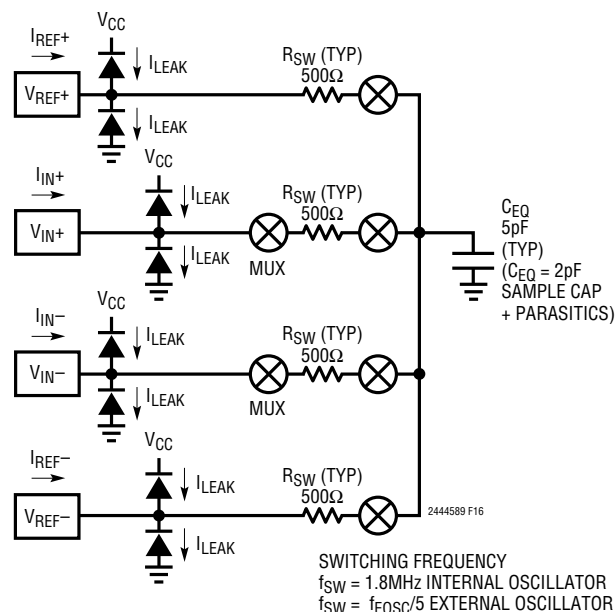 VCC
IREF+
ILEAK
RSW (TYP)
500Ω
VREF+
ILEAK
VCC
IIN+
ILEAK
RSW (TYP)
500Ω
VIN+
ILEAK
MUX
CEQ
5pF
(TYP)
(CEQ = 2pF
SAMPLE CAP
+ PARASITICS)
VCC
IIN–
ILEAK
RSW (TYP)
500Ω
VIN–
ILEAK
MUX
VCC
IREF–
ILEAK
RSW (TYP)
500Ω
VREF–
ILEAK
2444589 F16
SWITCHING FREQUENCY
fSW = 1.8MHz INTERNAL OSCILLATOR
fSW = fEOSC/5 EXTERNAL OSCILLATOR